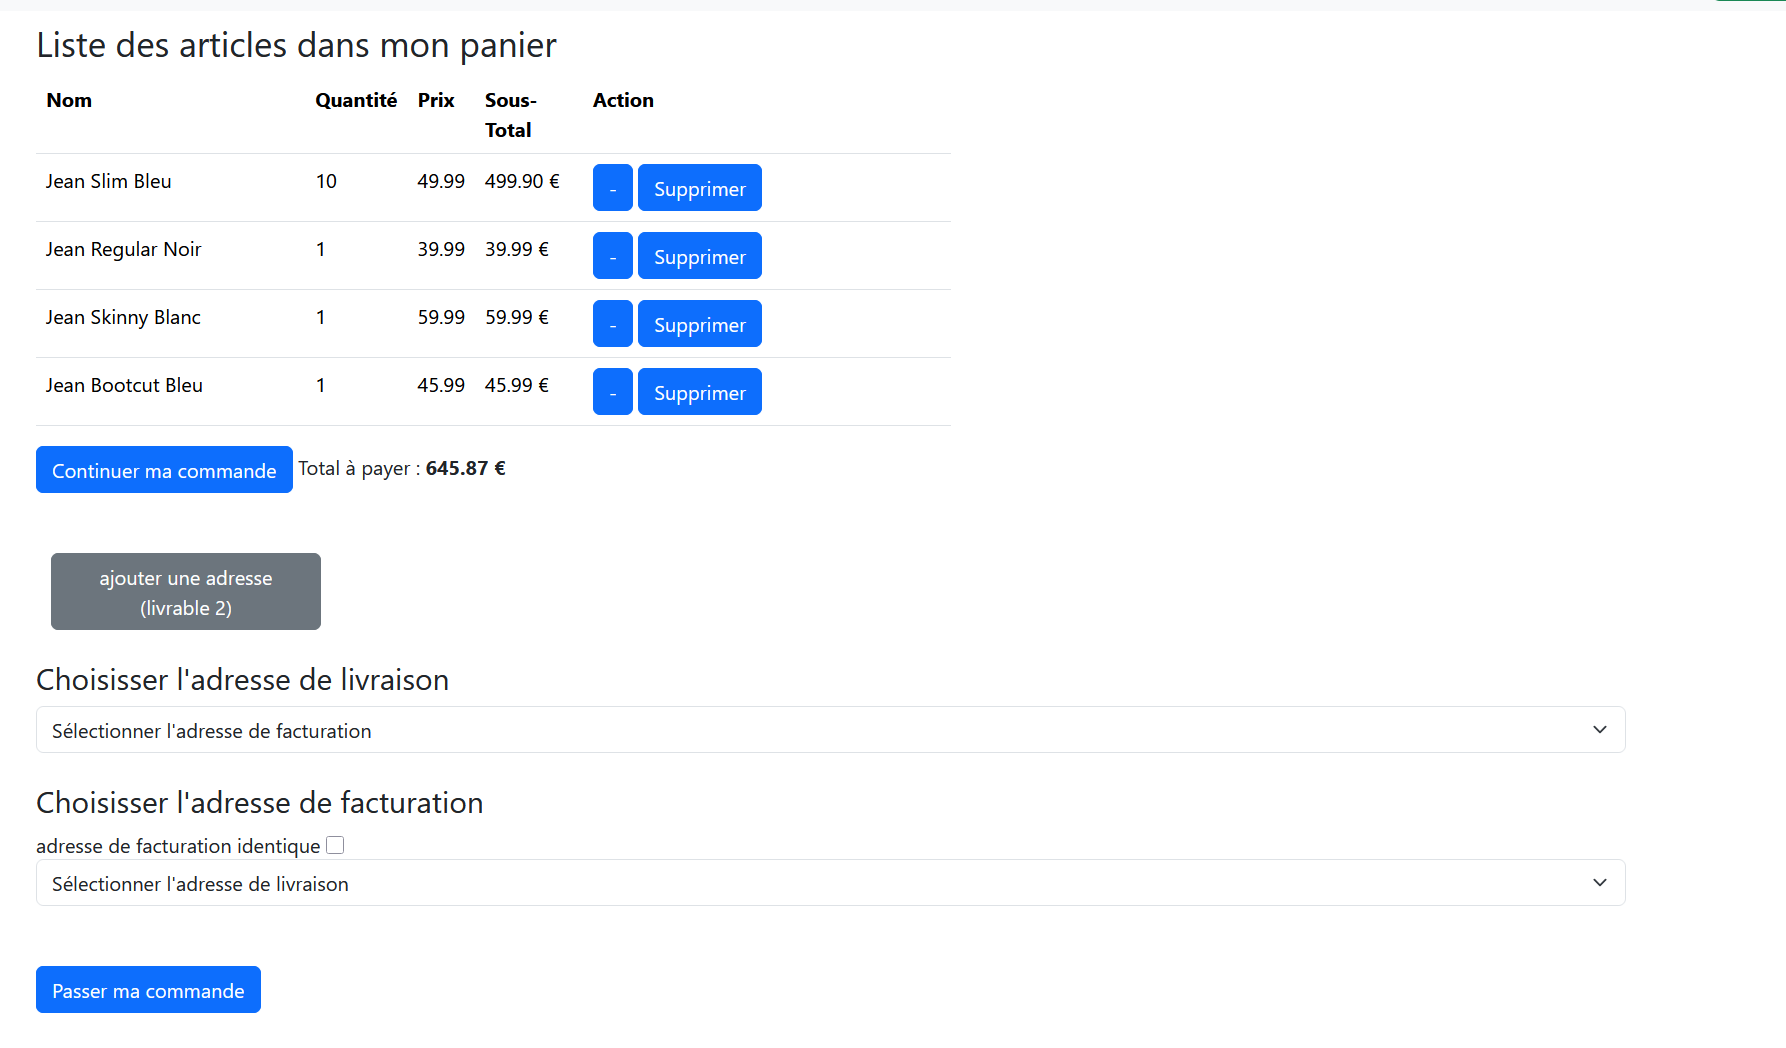 Liste des articles dans mon panier
Nom Quantité Prix Sous-
Total Action
Jean Slim Bleu 10 49.99 499.90 € - Supprimer
Jean Regular Noir 1 39.99 39.99 € - Supprimer
Jean Skinny Blanc 1 59.99 59.99 € - Supprimer
Jean Bootcut Bleu 1 45.99 45.99 € - Supprimer
Continuer ma commande Total à payer : 645.87 €
ajouter une adresse
(livrable 2)
Choisisser l'adresse de livraison
Sélectionner l'adresse de facturation
Choisisser l'adresse de facturation
adresse de facturation identique
Sélectionner l'adresse de livraison
Passer ma commande